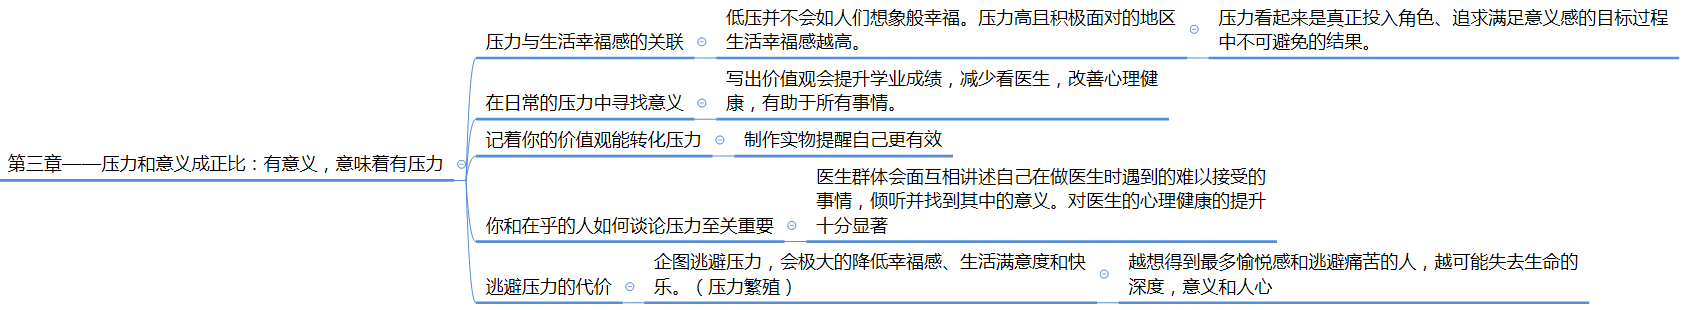 第三章——压力和意义成正比：有意义，意味着有压力
压力与生活幸福感的关联
低压并不会如人们想象般幸福。压力高且积极面对的地区
生活幸福感越高。
压力看起来是真正投入角色、追求满足意义感的目标过程
中不可避免的结果。
在日常的压力中寻找意义
写出价值观会提升学业成绩，减少看医生，改善心理健
康，有助于所有事情。
记着你的价值观能转化压力
制作实物提醒自己更有效
你和在乎的人如何谈论压力至关重要
医生群体会面互相讲述自己在做医生时遇到的难以接受的
事情，倾听并找到其中的意义。对医生的心理健康的提升
十分显著
逃避压力的代价
企图逃避压力，会极大的降低幸福感、生活满意度和快
乐。（压力繁殖）
越想得到最多愉悦感和逃避痛苦的人，越可能失去生命的
深度，意义和人心